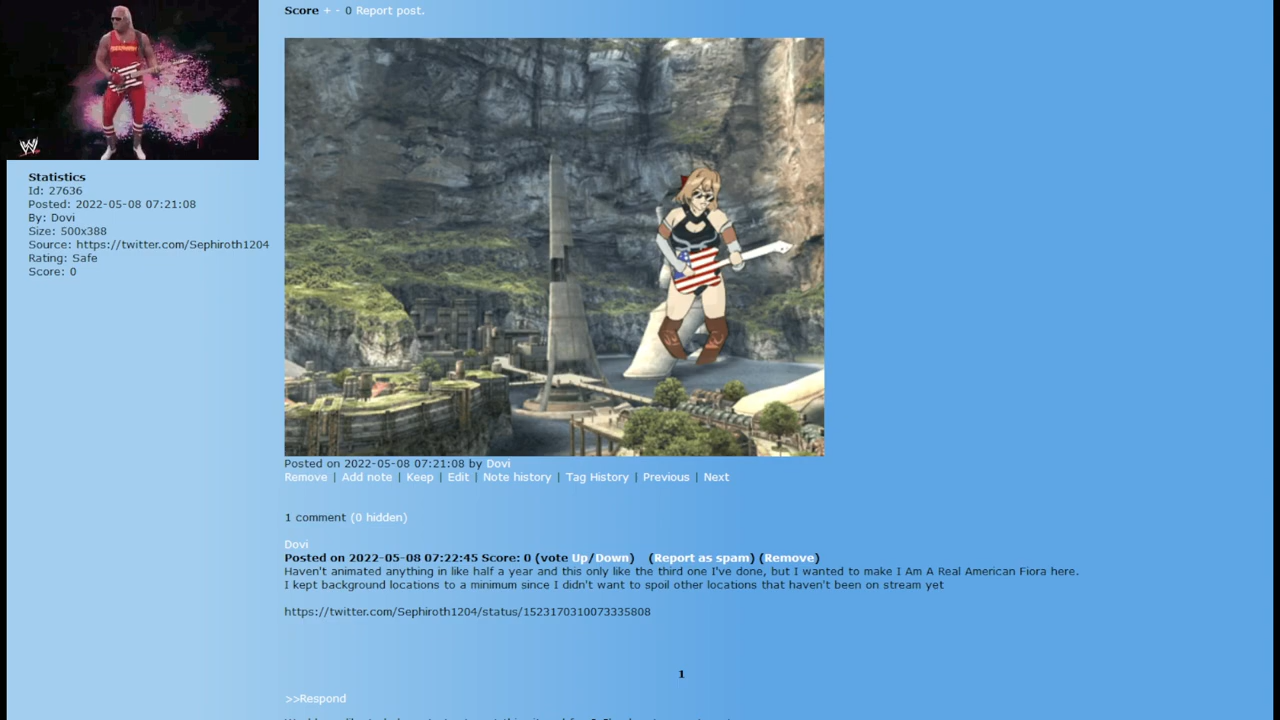 Score + - 0 Report post.
Statistics
Id: 27636
Posted: 2022-05-08 07:21:08
By: Dovi
Size: 500x388
Source: https://twitter.com/Sephiroth1204
Rating: Safe
Score: 0
Posted on 2022-05-08 07:21:08 by Dovi
Remove | Add note | Keep | Edit | Note history | Tag History | Previous | Next
1 comment (0 hidden)
Dovi
Posted on 2022-05-08 07:22:45 Score: 0 (vote Up/Down) (Report as spam) (Remove)
Haven't animated anything in like half a year and this only like the third one I've done, but I wanted to make I Am A Real American Fiora here.
I kept background locations to a minimum since I didn't want to spoil other locations that haven't been on stream yet
https://twitter.com/Sephiroth1204/status/1523170310073335808
1
>>Respond